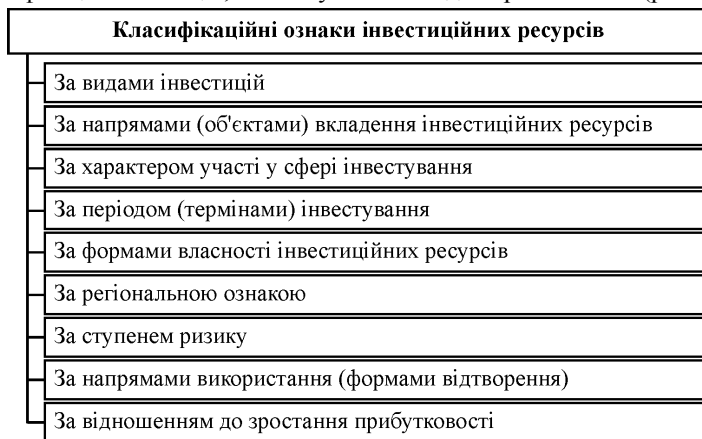 Класифікаційні ознаки інвестиційних ресурсів
За видами інвестицій
За напрямами (об'єктами) вкладення інвестиційних ресурсів
За характером участі у сфері інвестування
За періодом (термінами) інвестування
За формами власності інвестиційних ресурсів
За регіональною ознакою
За ступенем ризику
За напрямами використання (формами відтворення)
За відношенням до зростання прибутковості